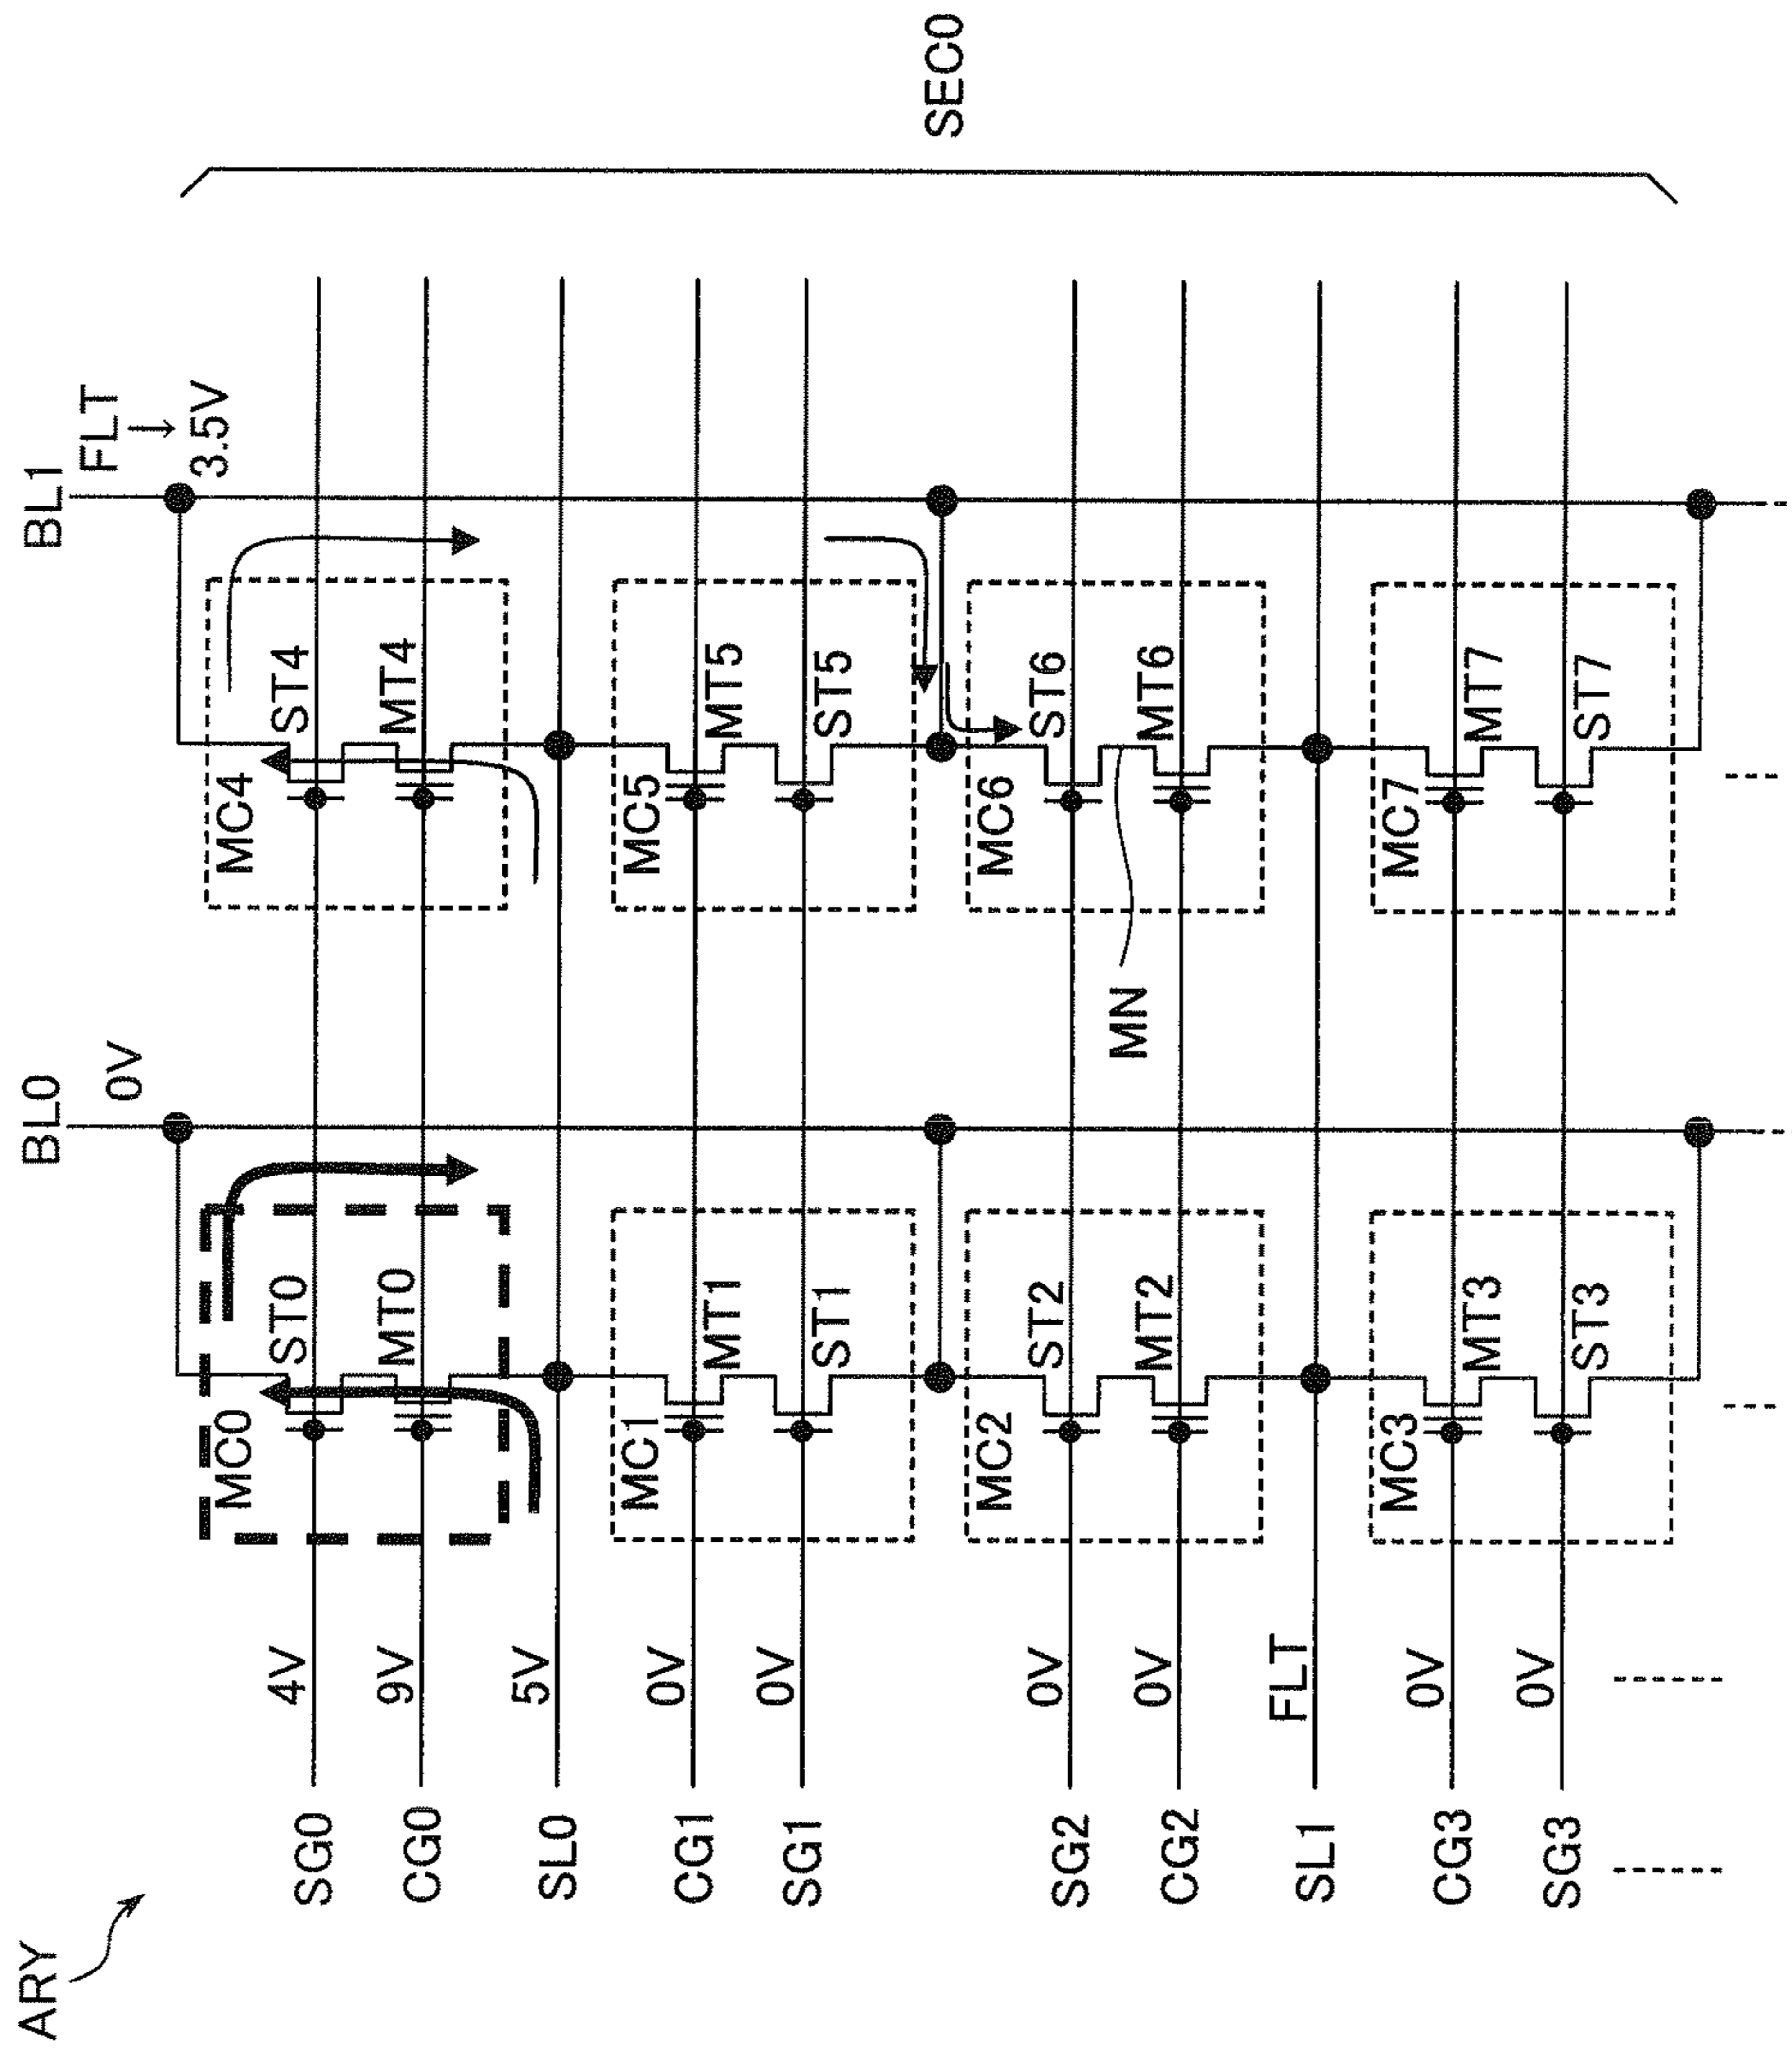 ARY
BL0
0V
BL1
FLT
↓
3.5V
SG0
4V
MC0
ST0
MC4
ST4
CG0
9V
MT0
MT4
SL0
5V
CG1
0V
MC1
MT1
MC5
MT5
SG1
0V
ST1
ST5
SEC0
SG2
0V
MC2
ST2
MC6
ST6
CG2
0V
MT2
MN
MT6
SL1
FLT
CG3
0V
MC3
MT3
MC7
MT7
SG3
0V
ST3
ST7